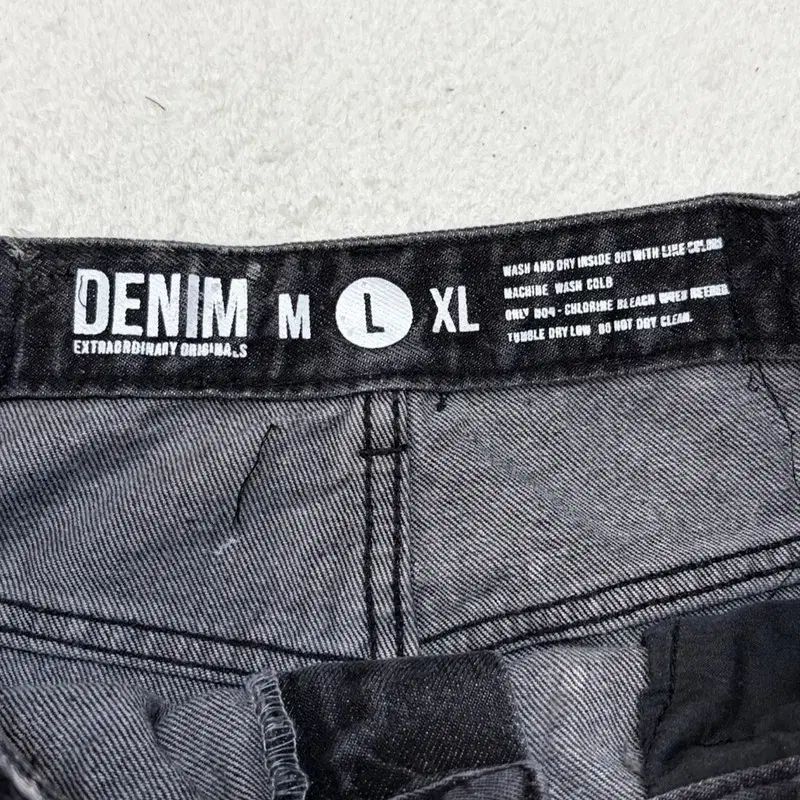 DENIM
EXTRAORDINARY ORIGINALS
M L XL
WASH AND DRY INSIDE OUT WITH LIKE COLORS
MACHINE WASH COLD
ONLY NON - CHLORINE BLEACH WHEN NEEDED
TUMBLE DRY LOW DO NOT DRY CLEAN.